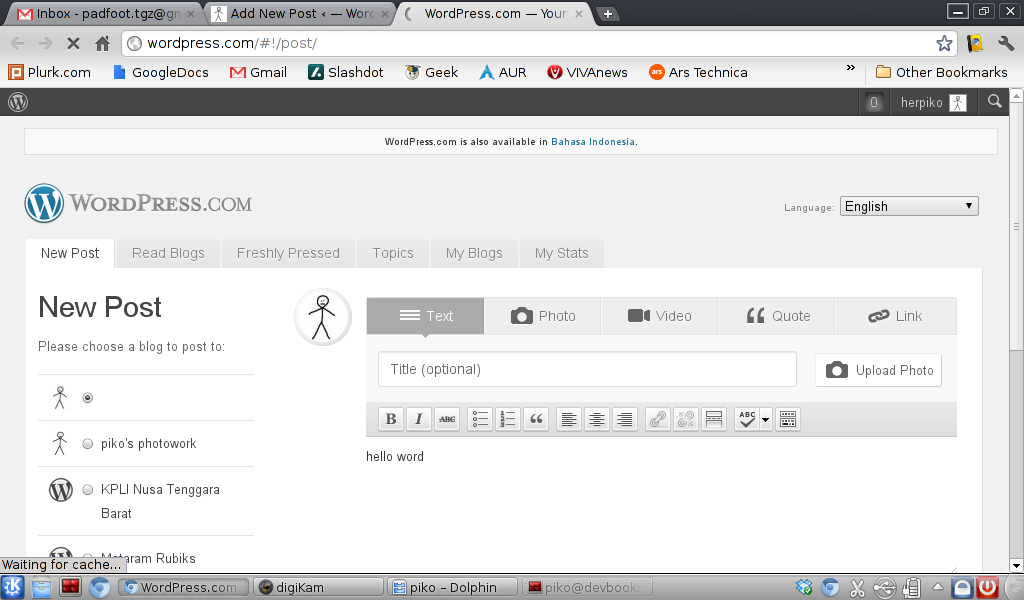 Inbox - padfoot.tgz@gn
Add New Post ‹ — Word
WordPress.com — Your
wordpress.com/#!/post/
Plurk.com
GoogleDocs
Gmail
Slashdot
Geek
AUR
VIVAnews
Ars Technica
»
Other Bookmarks
0
herpiko
WordPress.com is also available in Bahasa Indonesia.
WORDPRESS.COM
Language: English
New Post
Read Blogs
Freshly Pressed
Topics
My Blogs
My Stats
New Post
Please choose a blog to post to:
piko's photowork
KPLI Nusa Tenggara
Barat
Mataram Rubiks
Text
Photo
Video
Quote
Link
Title (optional)
Upload Photo
B I ABC
ABC
hello word
Waiting for cache...
WordPress.com
digiKam
piko – Dolphin
piko@devbook: